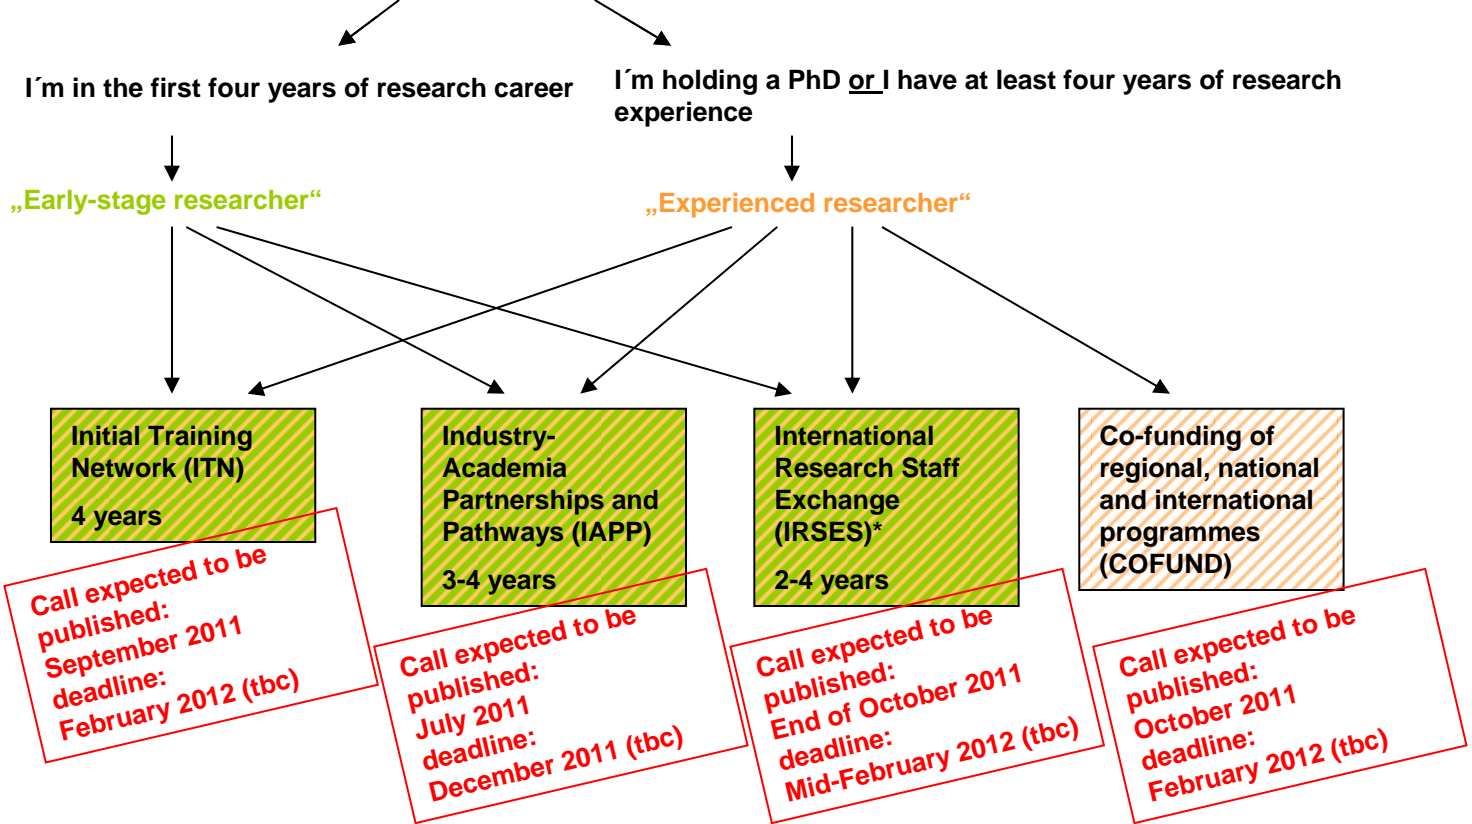 I´m in the first four years of research career
I´m holding a PhD or I have at least four years of research
experience
„Early-stage researcher“
„Experienced researcher“
Initial Training
Network (ITN)
4 years
Industry-
Academia
Partnerships and
Pathways (IAPP)
3-4 years
International
Research Staff
Exchange
(IRSES)*
2-4 years
Co-funding of
regional, national
and international
programmes
(COFUND)
Call expected to be
published:
September 2011
deadline:
February 2012 (tbc)
Call expected to be
published:
July 2011
deadline:
December 2011 (tbc)
Call expected to be
published:
End of October 2011
deadline:
Mid-February 2012 (tbc)
Call expected to be
published:
October 2011
deadline:
February 2012 (tbc)